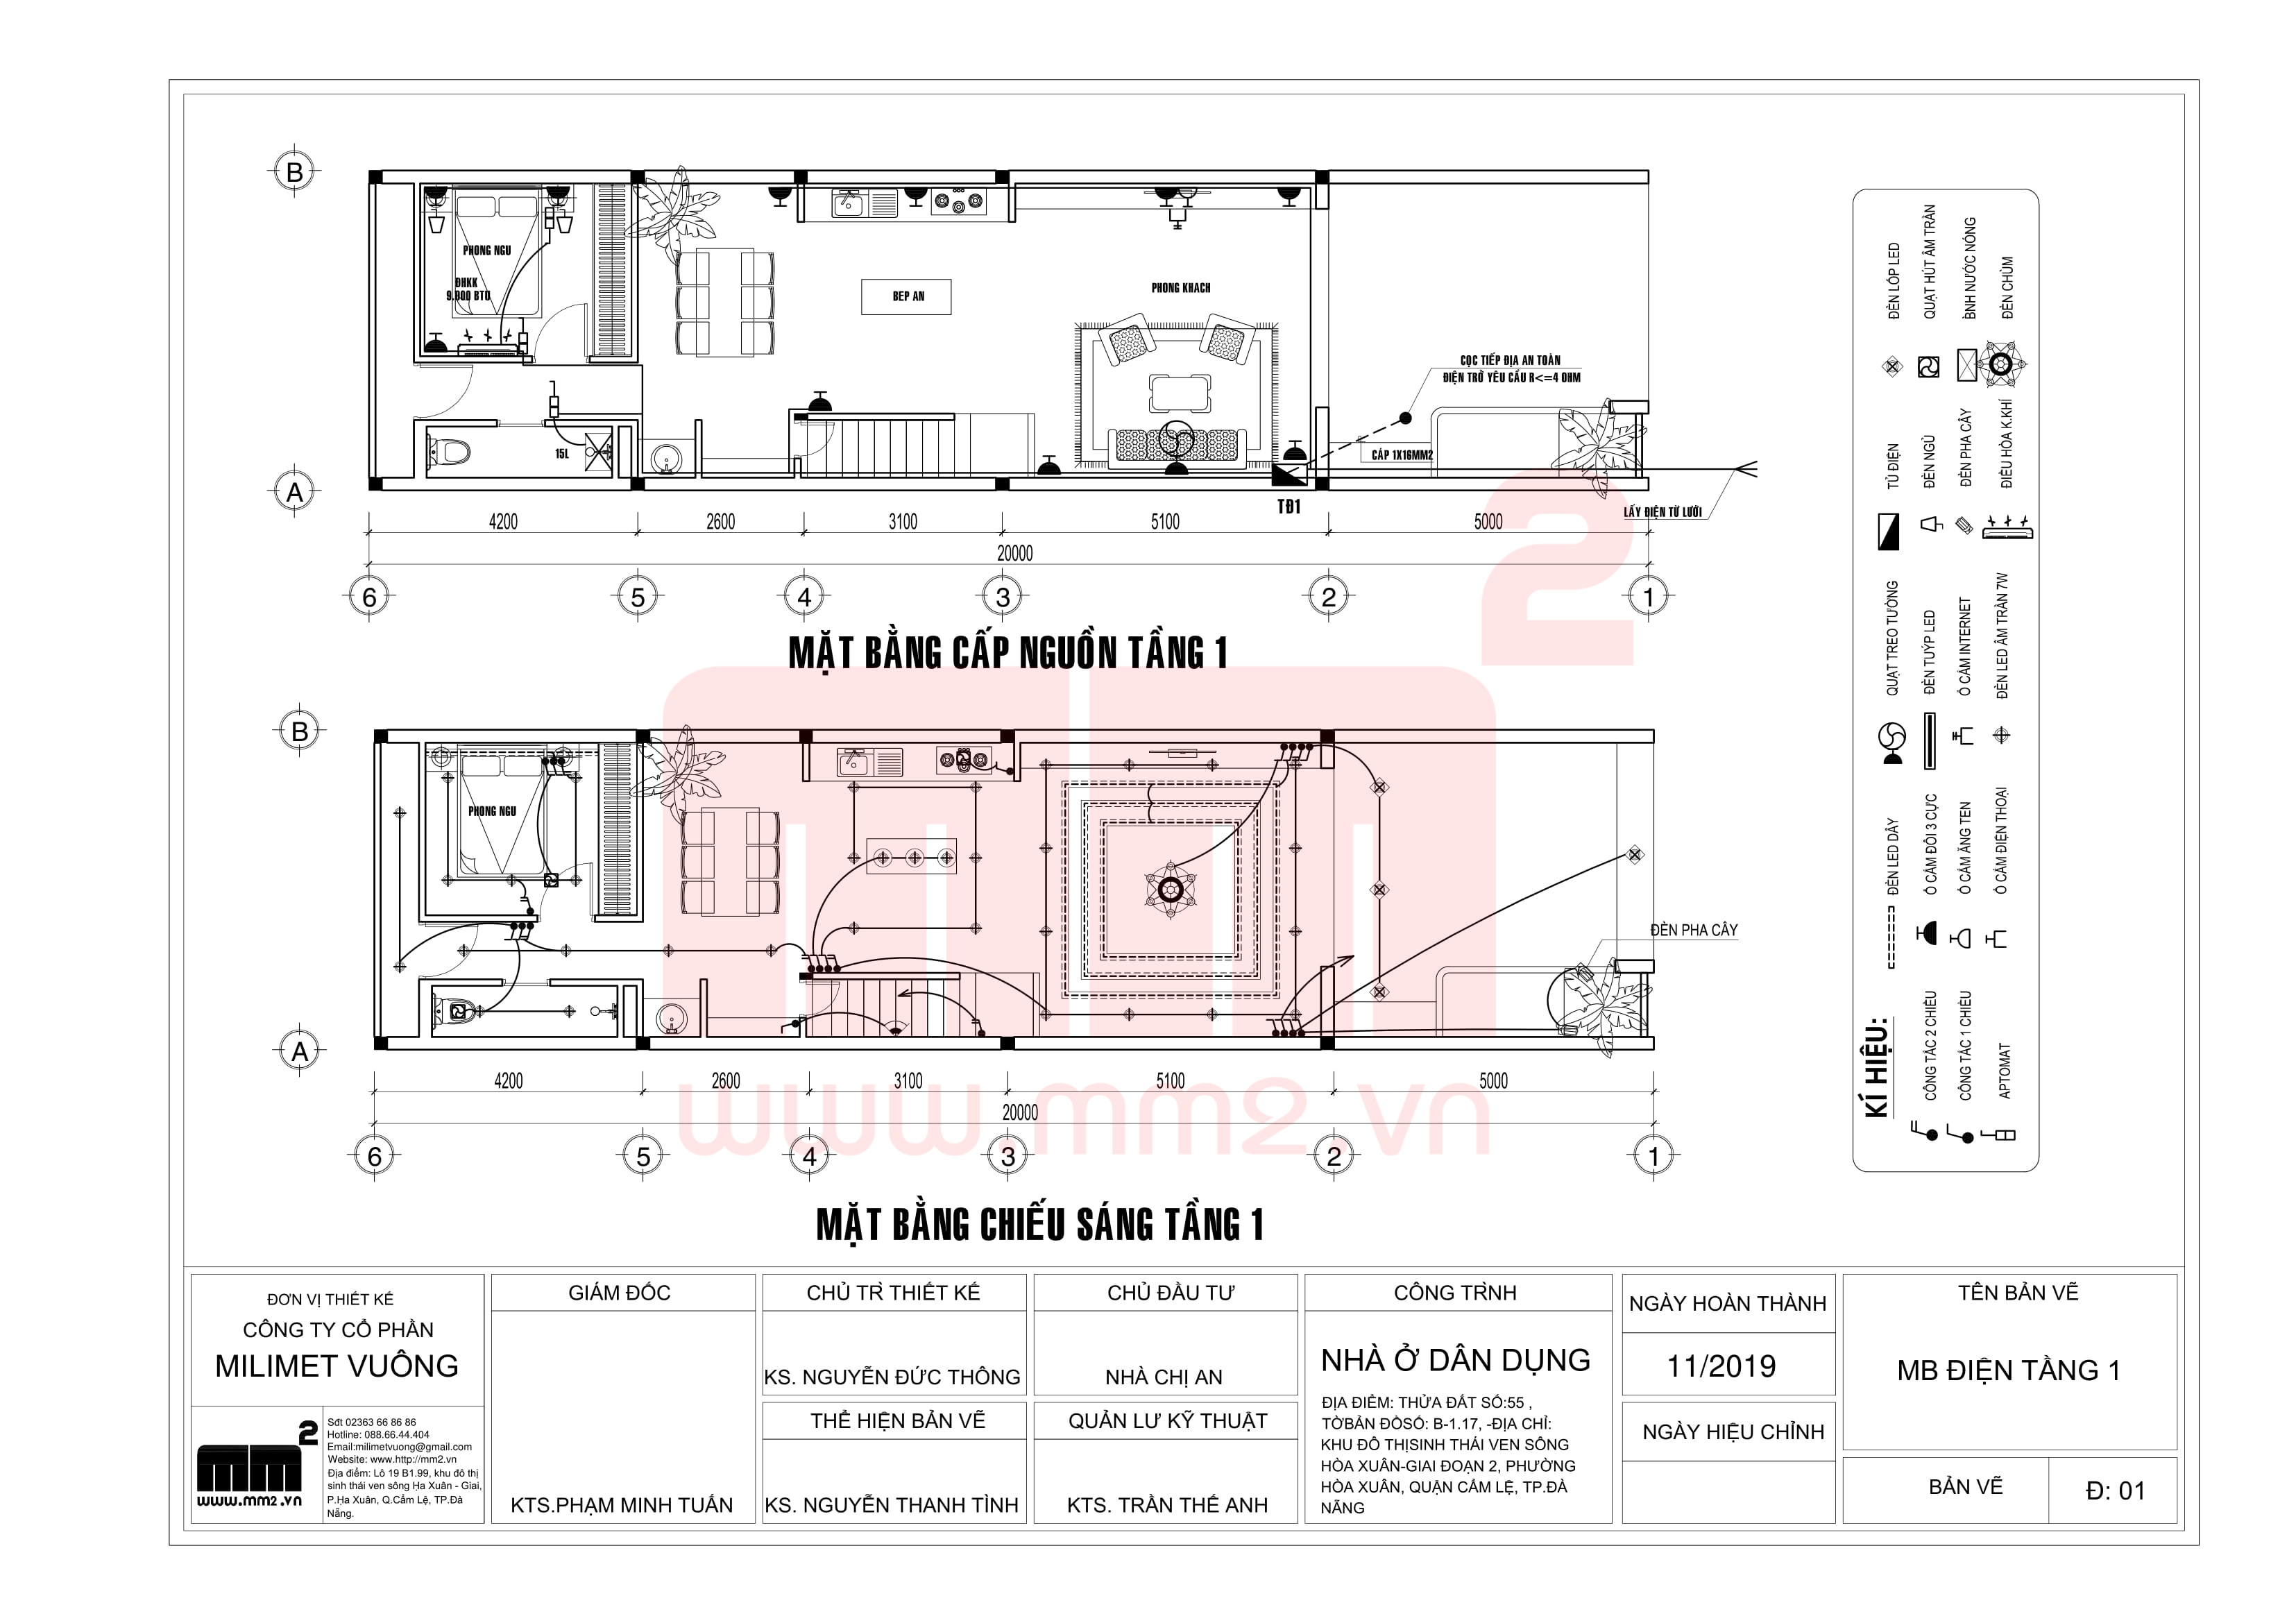 B
PHONG NGU
ĐHKK
9.000 BTU
BEP AN
PHONG KHACH
CỌC TIẾP ĐỊA AN TOÀN
ĐIỆN TRỞ YÊU CẦU R<=4 OHM
15L
CÁP 1X16MM2
A
TĐ1
LẤY ĐIỆN TỪ LƯỚI
4200 2600 3100 5100 5000
20000
6 5 4 3 2 1
MẶT BẰNG CẤP NGUỒN TẦNG 1
B
PHONG NGU
ĐÈN PHA CÂY
A
4200 2600 3100 5100 5000
20000
6 5 4 3 2 1
MẶT BẰNG CHIẾU SÁNG TẦNG 1
mm2
www.mm2.vn
KÍ HIỆU:
ĐÈN LED DÂY
QUẠT TREO TƯỜNG
TỦ ĐIỆN
ĐÈN LÓP LED
CÔNG TẮC 2 CHIỀU
Ổ CẮM ĐÔI 3 CỰC
ĐÈN TUÝP LED
ĐÈN NGỦ
QUẠT HÚT ÂM TRẦN
CÔNG TẮC 1 CHIỀU
Ổ CẮM ĂNG TEN
Ổ CẮM INTERNET
ĐÈN PHA CÂY
BNH NƯỚC NÓNG
APTOMAT
Ổ CẮM ĐIỆN THOẠI
ĐÈN LED ÂM TRẦN 7W
ĐIỀU HÒA K.KHÍ
ĐÈN CHÙM
ĐƠN VỊ THIẾT KẾ
CÔNG TY CỔ PHẦN
MILIMET VUÔNG
mm2
www.mm2.vn
Sđt 02363 66 86 86
Hotline: 088.66.44.404
Email:milimetvuong@gmail.com
Website: www.http://mm2.vn
Địa điểm: Lô 19 B1.99, khu đô thị
sinh thái ven sông Hạ Xuân - Giai,
P.Hạ Xuân, Q.Cẩm Lệ, TP.Đà
Nẵng.
GIÁM ĐỐC
KTS.PHẠM MINH TUẤN
CHỦ TRÌ THIẾT KẾ
KS. NGUYỄN ĐỨC THÔNG
THỂ HIỆN BẢN VẼ
KS. NGUYỄN THANH TÌNH
CHỦ ĐẦU TƯ
NHÀ CHỊ AN
QUẢN LƯ KỸ THUẬT
KTS. TRẦN THẾ ANH
CÔNG TRÌNH
NHÀ Ở DÂN DỤNG
ĐỊA ĐIỂM: THỬA ĐẤT SỐ:55 ,
TỜBẢN ĐỒSỐ: B-1.17, -ĐỊA CHỈ:
KHU ĐÔ THỊSINH THÁI VEN SÔNG
HÒA XUÂN-GIAI ĐOẠN 2, PHƯỜNG
HÒA XUÂN, QUẬN CẨM LỆ, TP.ĐÀ
NẴNG
NGÀY HOÀN THÀNH
11/2019
NGÀY HIỆU CHỈNH
TÊN BẢN VẼ
MB ĐIỆN TẦNG 1
BẢN VẼ
Đ: 01